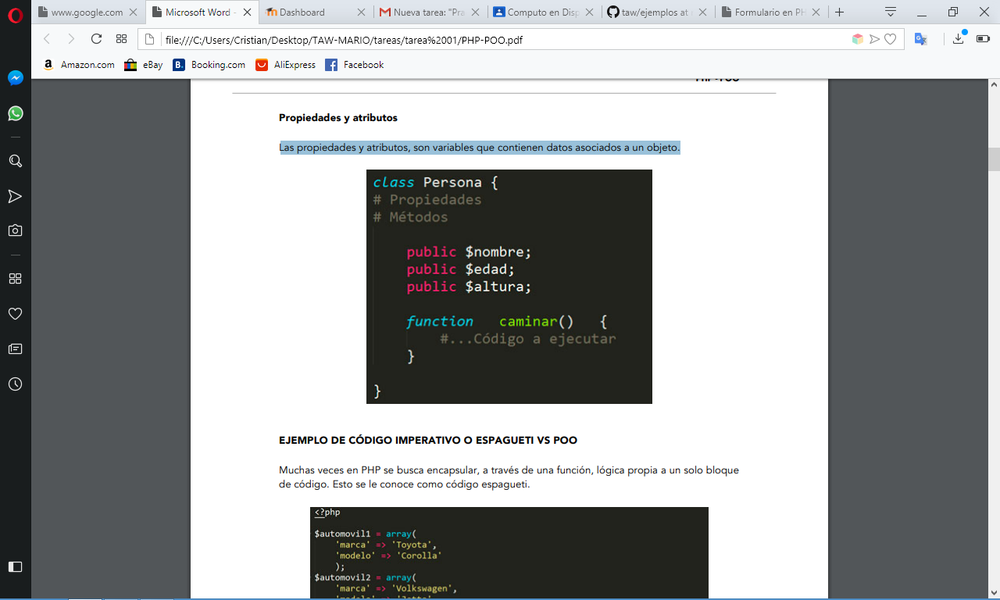 www.google.com
Microsoft Word -
Dashboard
Nueva tarea: "Pra
Computo en Disp
taw/ejemplos at
Formulario en PH
file:///C:/Users/Cristian/Desktop/TAW-MARIO/tareas/tarea%2001/PHP-POO.pdf
Amazon.com
eBay
Booking.com
AliExpress
Facebook
Propiedades y atributos
Las propiedades y atributos, son variables que contienen datos asociados a un objeto.
class Persona {
# Propiedades
# Métodos
public $nombre;
public $edad;
public $altura;
function caminar() {
#...Código a ejecutar
}
}
EJEMPLO DE CÓDIGO IMPERATIVO O ESPAGUETI VS POO
Muchas veces en PHP se busca encapsular, a través de una función, lógica propia a un solo bloque
de código. Esto se le conoce como código espagueti.
<?php
$automovil1 = array(
'marca' => 'Toyota',
'modelo' => 'Corolla'
);
$automovil2 = array(
'marca' => 'Volkswagen',